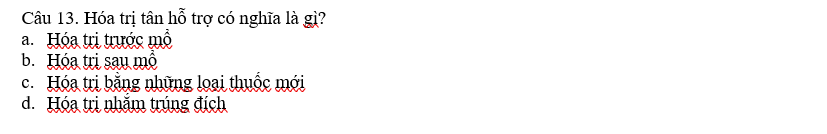 Câu 13. Hóa trị tân hỗ trợ có nghĩa là gì?
a. Hóa trị trước mổ
b. Hóa trị sau mổ
c. Hóa trị bằng những loại thuốc mới
d. Hóa trị nhắm trúng đích